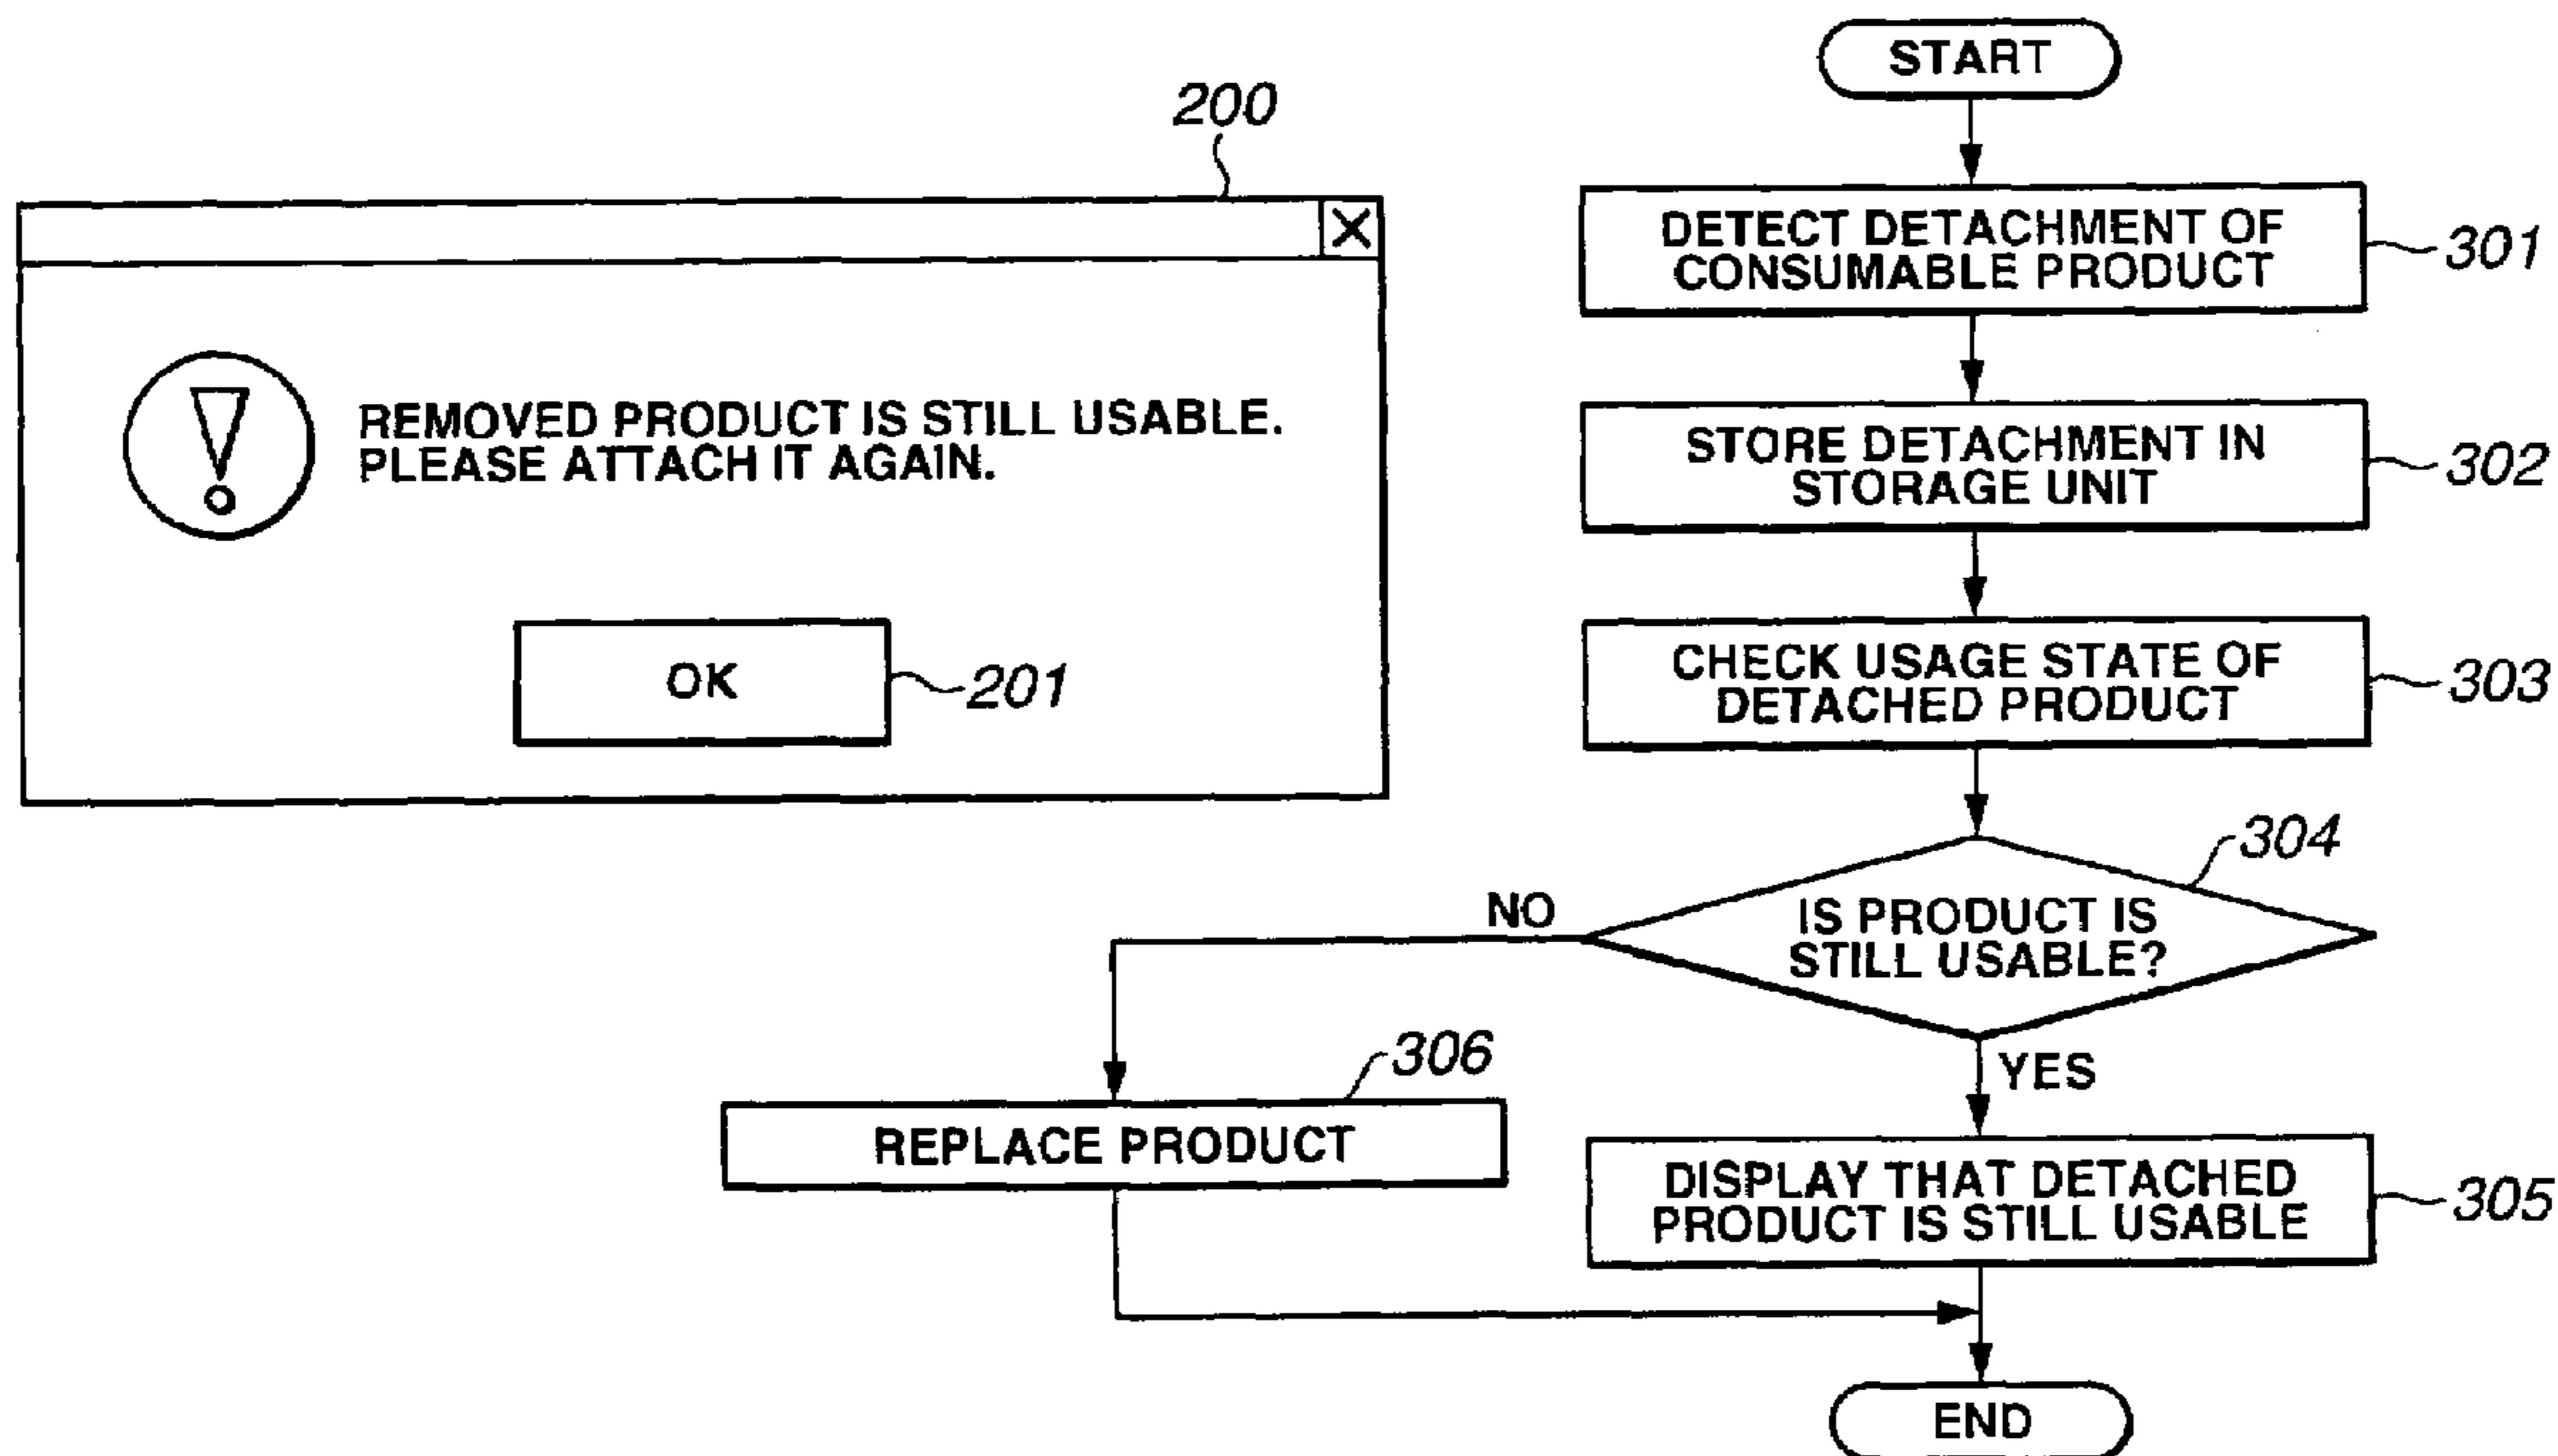 200
X
REMOVED PRODUCT IS STILL USABLE.
PLEASE ATTACH IT AGAIN.
OK
201
START
DETECT DETACHMENT OF
CONSUMABLE PRODUCT
301
STORE DETACHMENT IN
STORAGE UNIT
302
CHECK USAGE STATE OF
DETACHED PRODUCT
303
304
IS PRODUCT IS
STILL USABLE?
NO
YES
306
REPLACE PRODUCT
DISPLAY THAT DETACHED
PRODUCT IS STILL USABLE
305
END